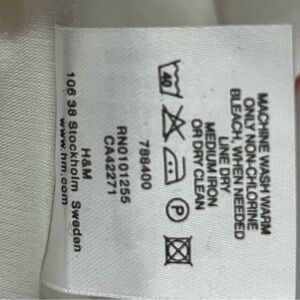 MACHINE WASH WARM
ONLY NON-CHLORINE
BLEACH, WHEN NEEDED
LINE DRY
MEDIUM IRON
OR DRY CLEAN
40
P
788400
RN0101255
CA42271
H&M
106 38 Stockholm Sweden
www.hm.com